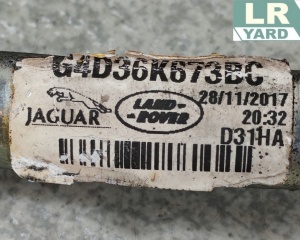 LR
YARD
G4D36K673BC
28/11/2017
JAGUAR
LAND-
-ROVER
20:32
D31HA